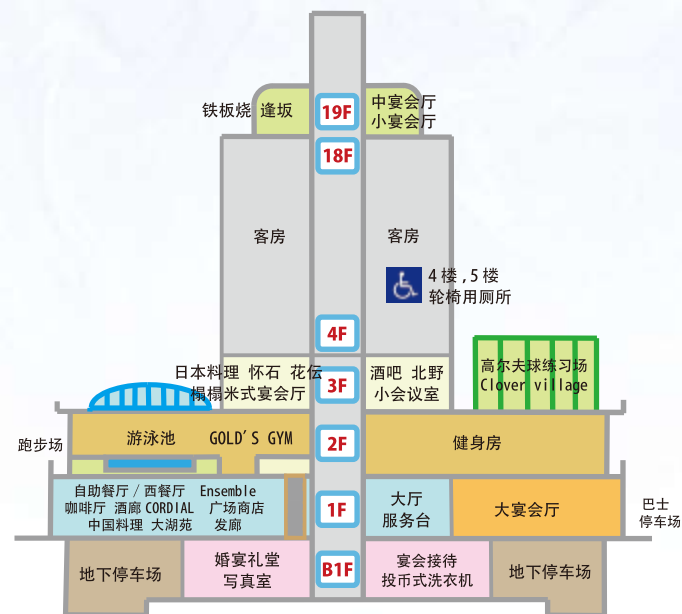 铁板烧 逢坂
19F
中宴会厅
小宴会厅
18F
客房
客房
4楼,5楼
轮椅用厕所
4F
日本料理 怀石 花伝
榻榻米式宴会厅
3F
酒吧 北野
小会议室
高尔夫球练习场
Clover village
跑步场
游泳池 GOLD'S GYM
2F
健身房
自助餐厅/西餐厅 Ensemble
咖啡厅 酒廊 CORDIAL 广场商店
中国料理 大湖苑 发廊
1F
大厅
服务台
大宴会厅
巴士
停车场
地下停车场
婚宴礼堂
写真室
B1F
宴会接待
投币式洗衣机
地下停车场